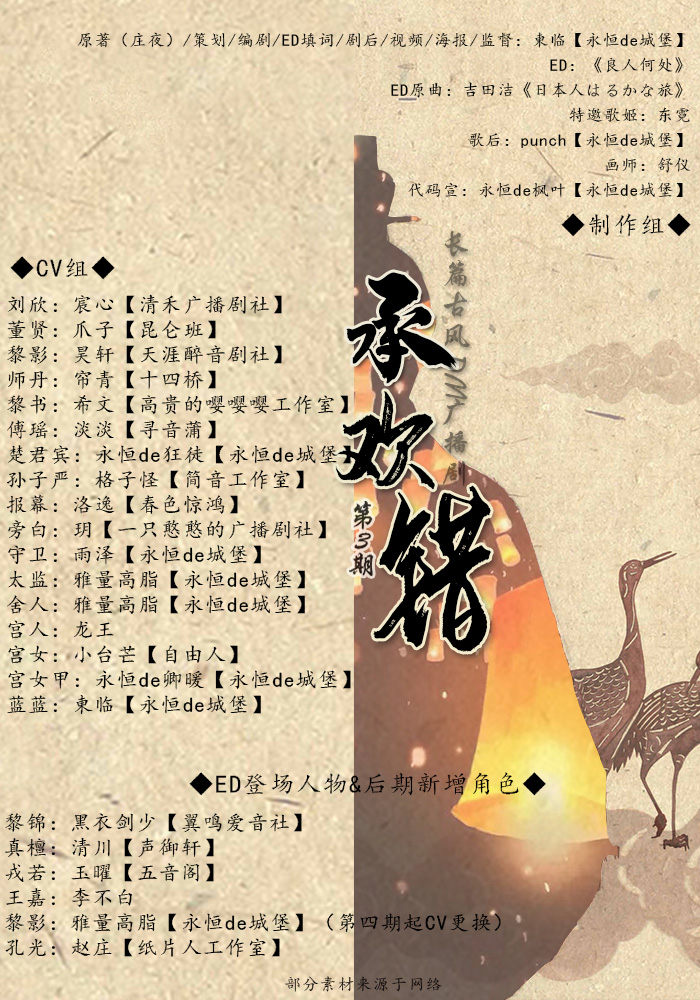 原著（庄夜）/策划/编剧/ED填词/剧后/视频/海报/监督：東临【永恒de城堡】
ED：《良人何处》
ED原曲：吉田洁《日本人はるかな旅》
特邀歌姬：东霓
歌后：punch【永恒de城堡】
画师：舒仪
代码宣：永恒de枫叶【永恒de城堡】
◆制作组◆
◆CV组◆
刘欣：宸心【清禾广播剧社】
董贤：爪子【昆仑班】
黎影：昊轩【天涯醉音剧社】
师丹：帘青【十四桥】
黎书：希文【高贵的嘤嘤嘤工作室】
傅瑶：淡淡【寻音蒲】
楚君宾：永恒de狂徒【永恒de城堡】
孙子严：格子怪【简音工作室】
报幕：洛逸【春色惊鸿】
旁白：玥【一只憨憨的广播剧社】
守卫：雨泽【永恒de城堡】
太监：雅量高脂【永恒de城堡】
舍人：雅量高脂【永恒de城堡】
宫人：龙王
宫女：小台芒【自由人】
宫女甲：永恒de卿暖【永恒de城堡】
蓝蓝：東临【永恒de城堡】
长篇古风广播剧
承欢错
第3期
◆ED登场人物&后期新增角色◆
黎锦：黑衣剑少【翼鸣爱音社】
真檀：清川【声御轩】
戎若：玉曜【五音阁】
王嘉：李不白
黎影：雅量高脂【永恒de城堡】（第四期起CV更换）
孔光：赵庄【纸片人工作室】
部分素材来源于网络